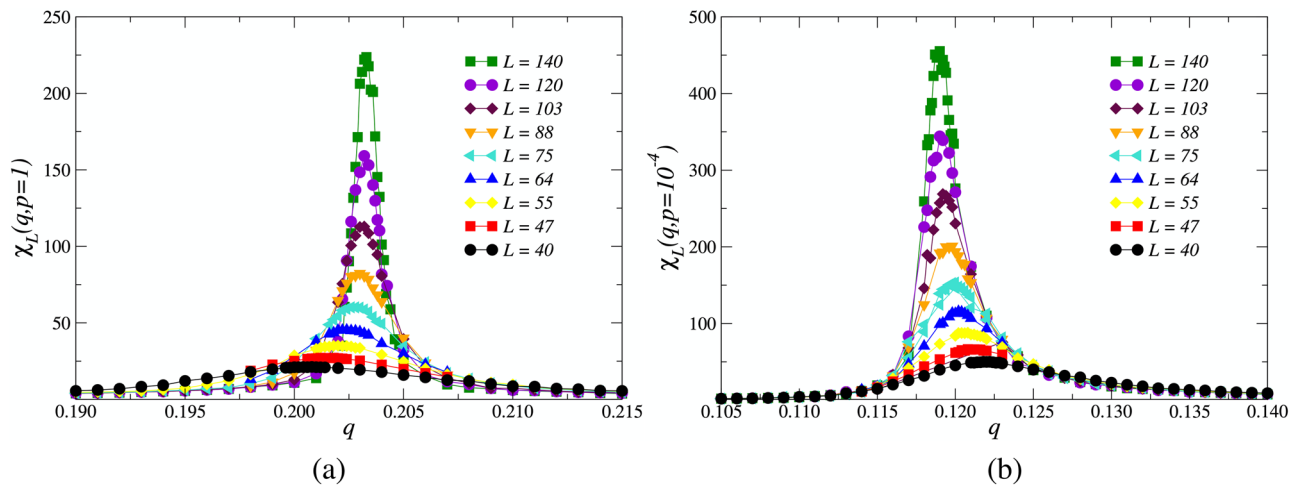 250
200
150
100
50
0.190
0.195
0.200
0.205
0.210
0.215
q
χL(q,p=1)
L = 140
L = 120
L = 103
L = 88
L = 75
L = 64
L = 55
L = 47
L = 40
(a)
500
400
300
200
100
0
0.105
0.110
0.115
0.120
0.125
0.130
0.135
0.140
q
χL(q,p=10-4)
L = 140
L = 120
L = 103
L = 88
L = 75
L = 64
L = 55
L = 47
L = 40
(b)